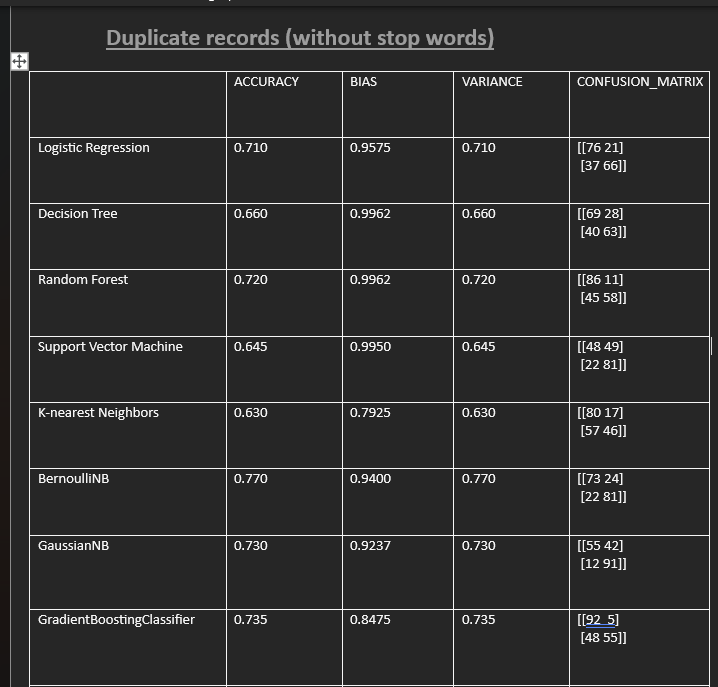 Duplicate records (without stop words)
ACCURACY BIAS VARIANCE CONFUSION_MATRIX
Logistic Regression 0.710 0.9575 0.710 [[76 21]
[37 66]]
Decision Tree 0.660 0.9962 0.660 [[69 28]
[40 63]]
Random Forest 0.720 0.9962 0.720 [[86 11]
[45 58]]
Support Vector Machine 0.645 0.9950 0.645 [[48 49]
[22 81]]
K-nearest Neighbors 0.630 0.7925 0.630 [[80 17]
[57 46]]
BernoulliNB 0.770 0.9400 0.770 [[73 24]
[22 81]]
GaussianNB 0.730 0.9237 0.730 [[55 42]
[12 91]]
GradientBoostingClassifier 0.735 0.8475 0.735 [[92 5]
[48 55]]